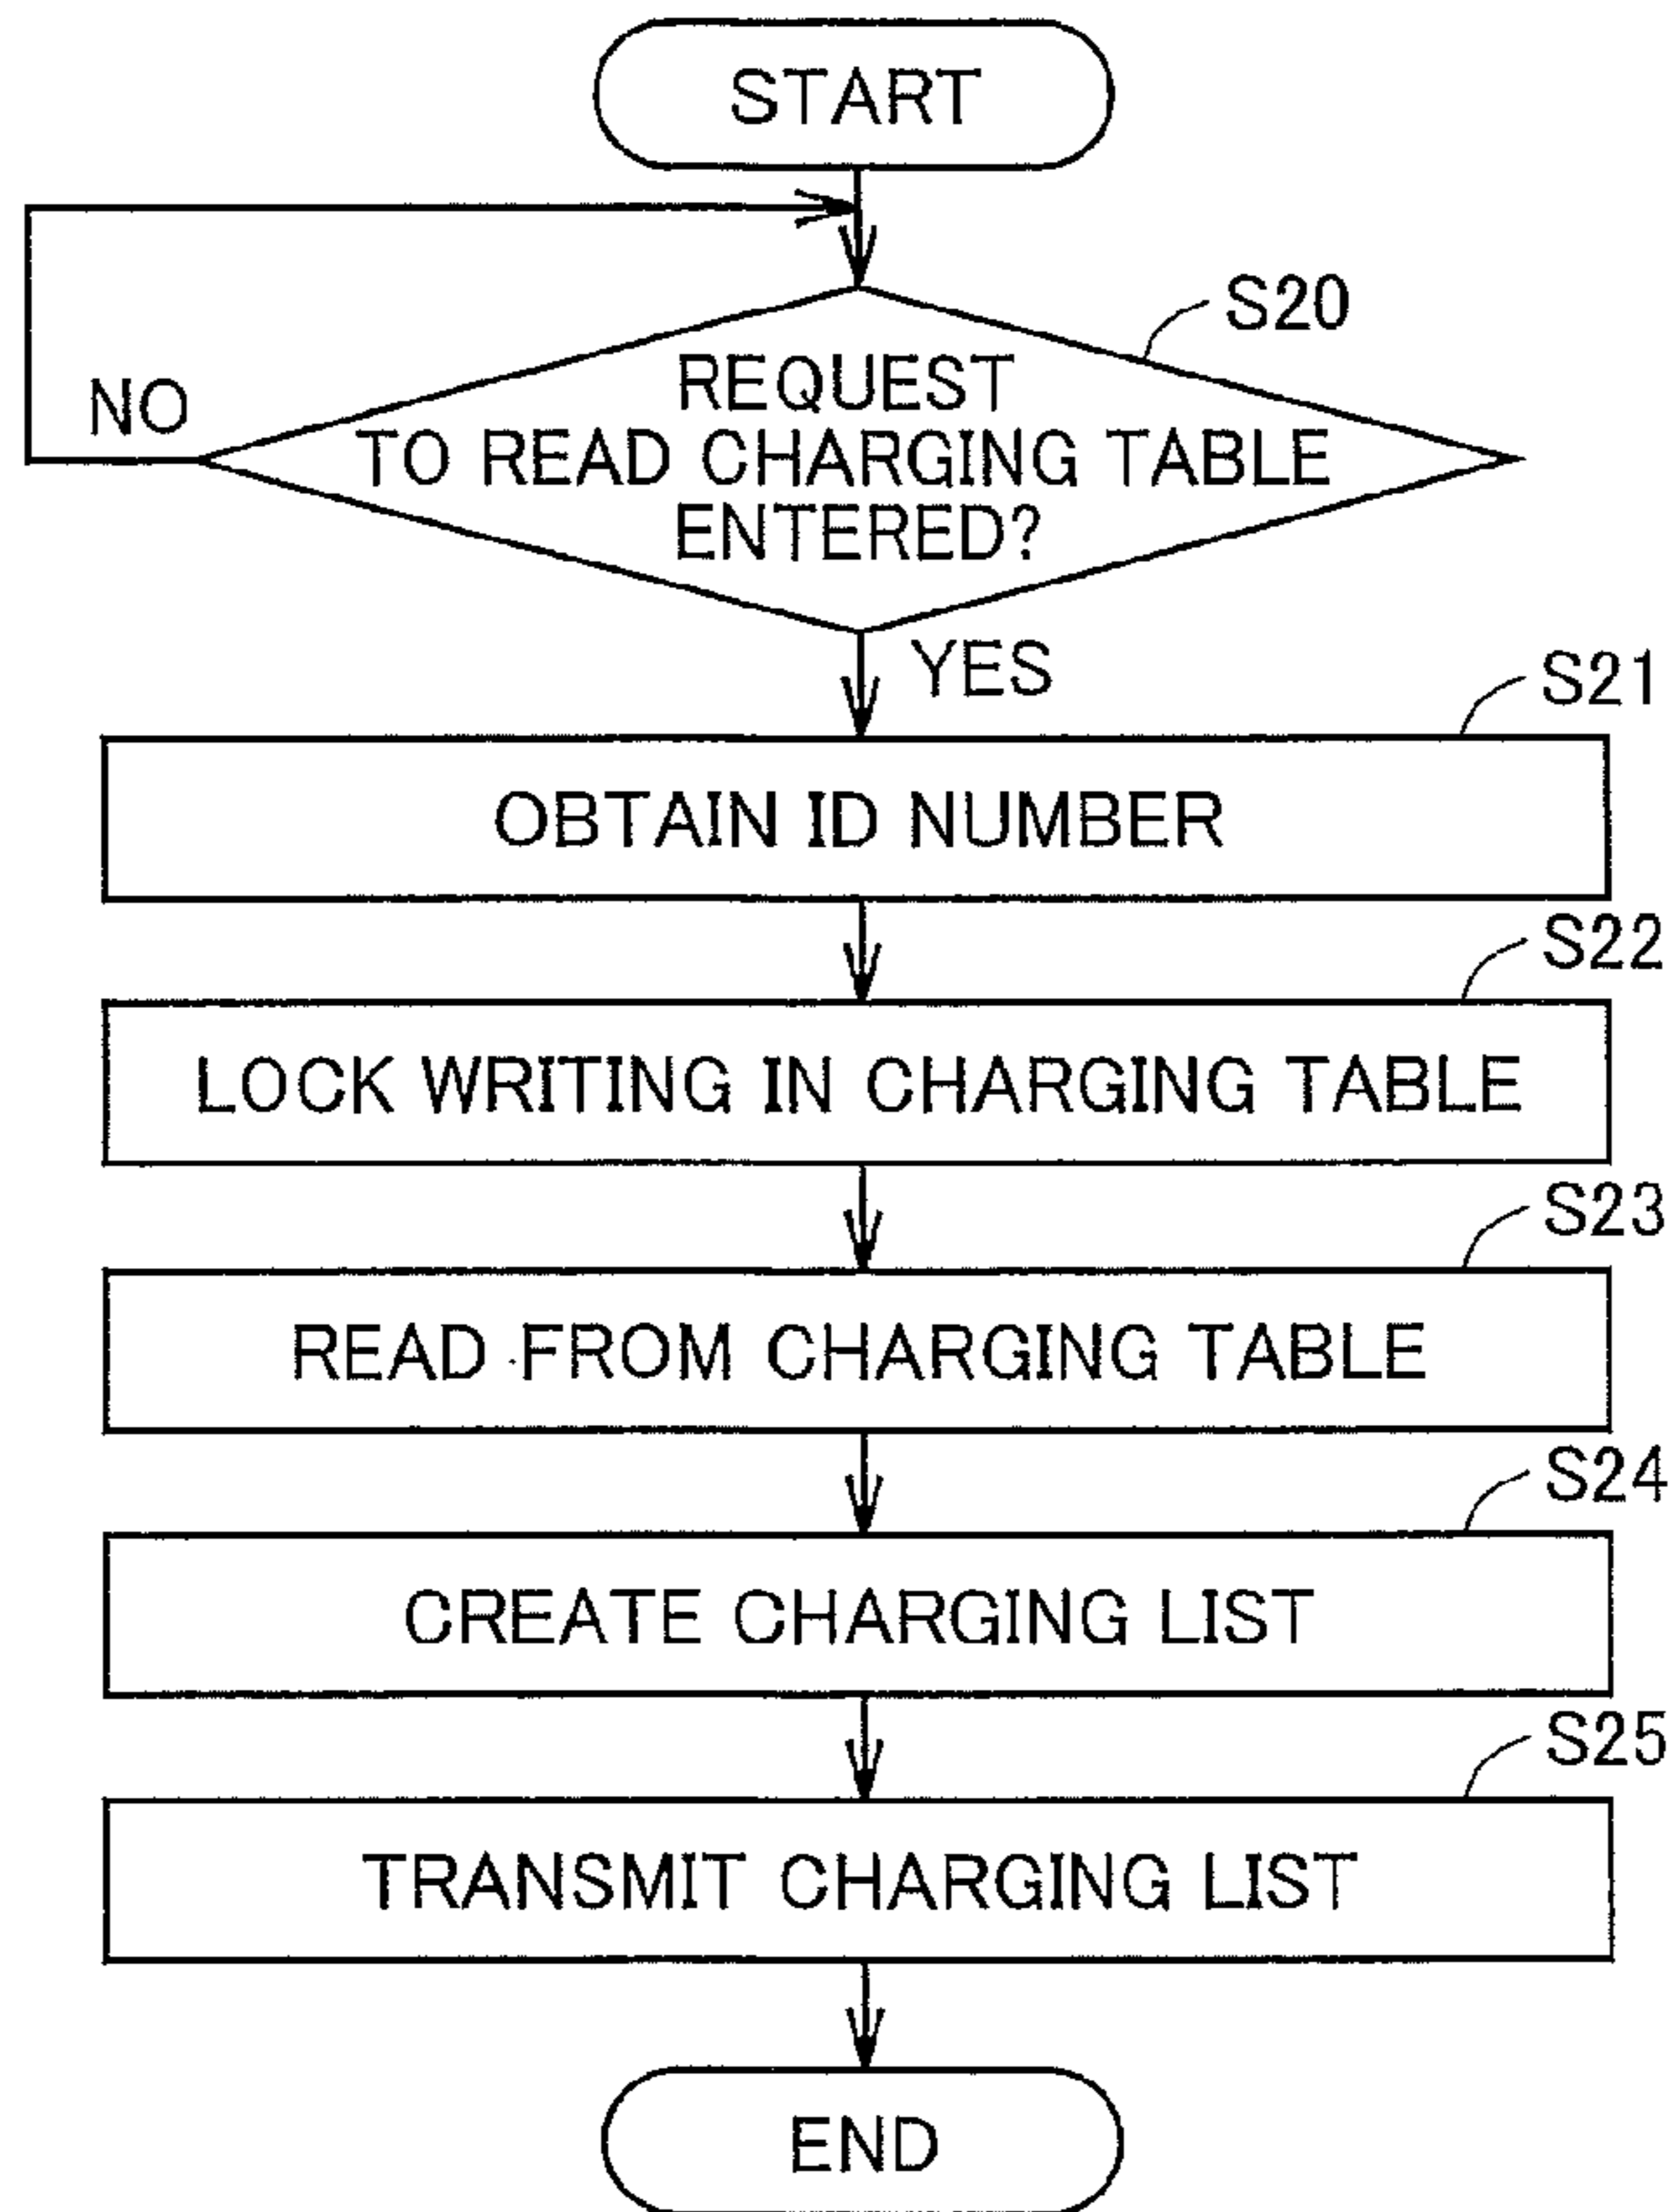 START
S20
NO
REQUEST
TO READ CHARGING TABLE
ENTERED?
YES
S21
OBTAIN ID NUMBER
S22
LOCK WRITING IN CHARGING TABLE
S23
READ FROM CHARGING TABLE
S24
CREATE CHARGING LIST
S25
TRANSMIT CHARGING LIST
END